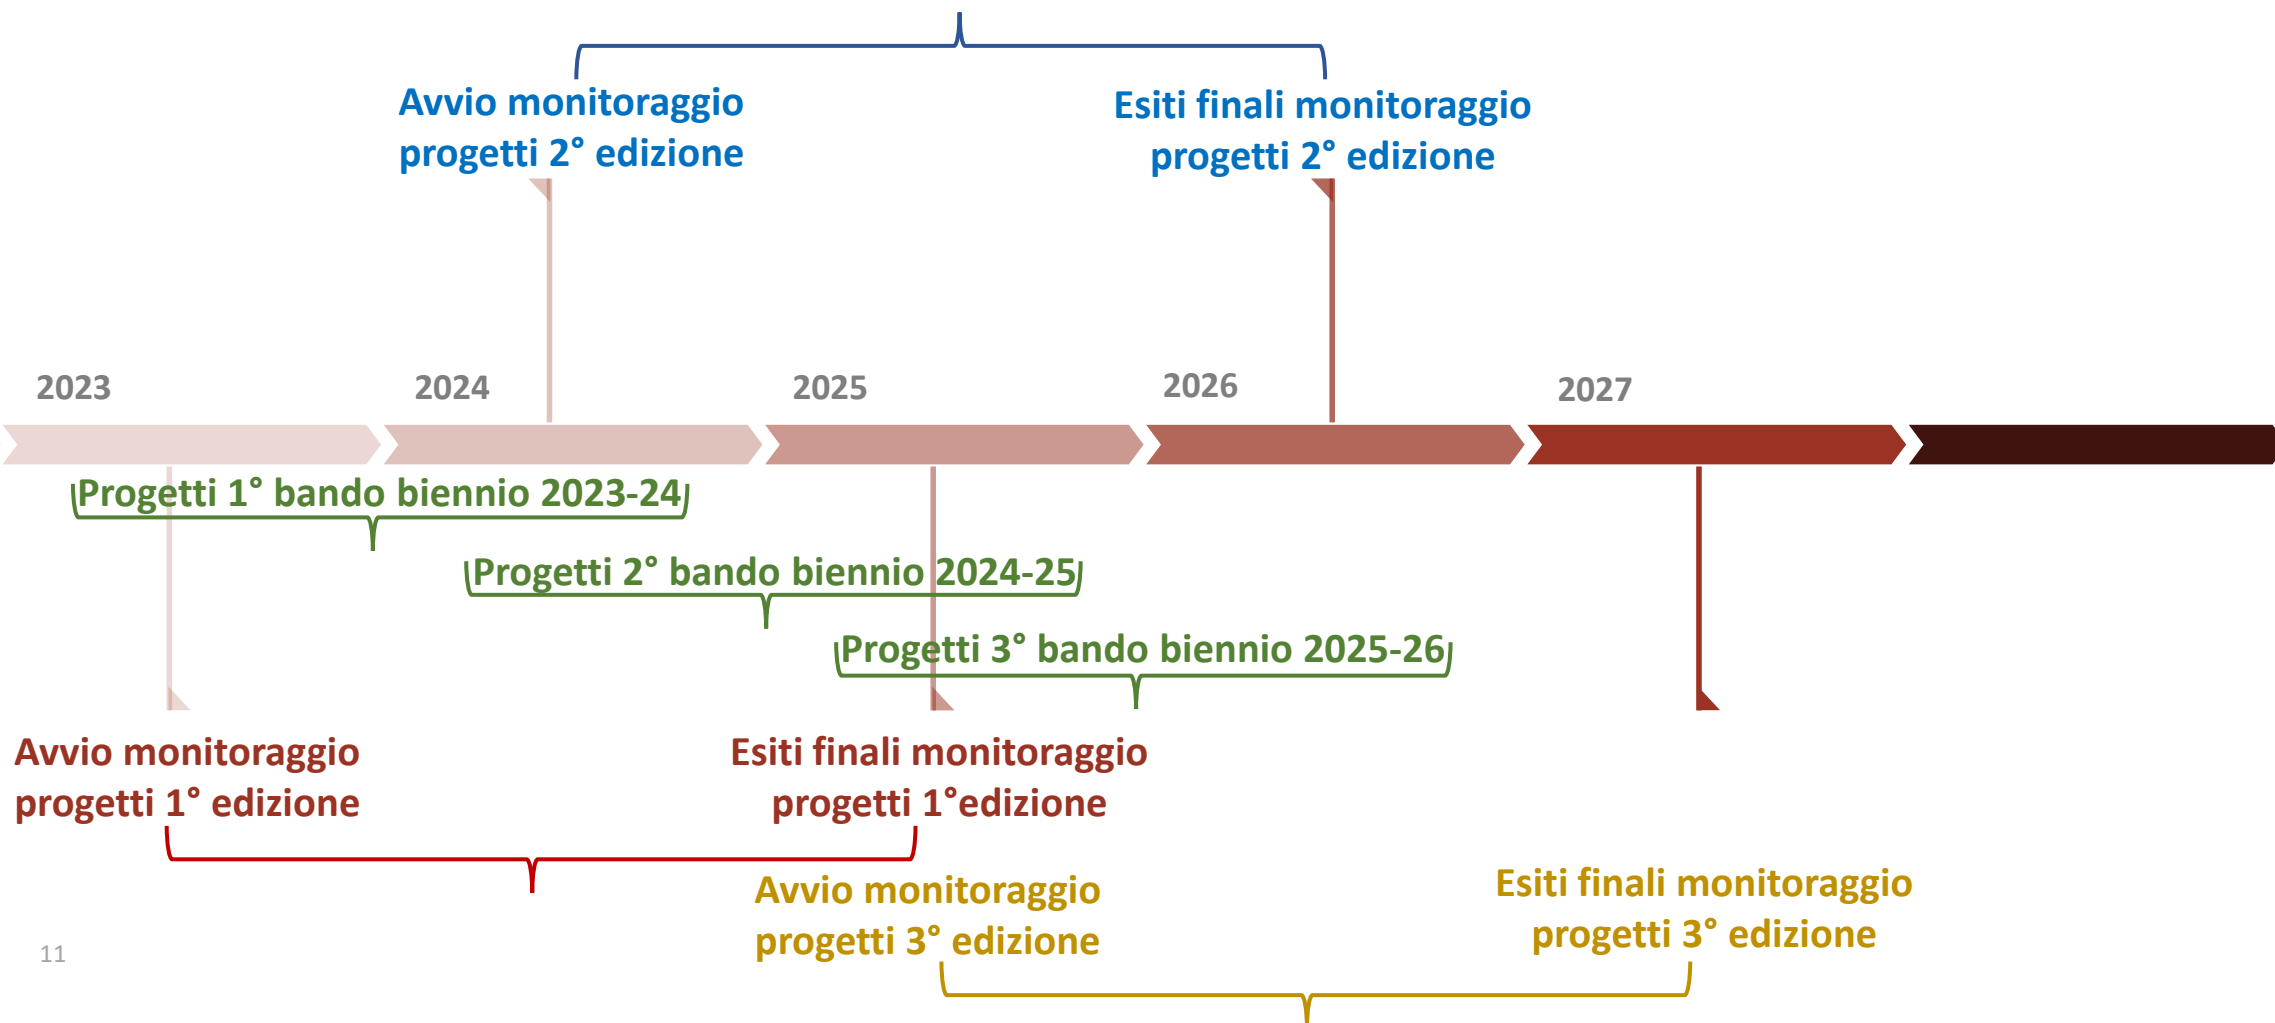 Avvio monitoraggio
progetti 2° edizione
Esiti finali monitoraggio
progetti 2° edizione
2023
2024
2025
2026
2027
Progetti 1° bando biennio 2023-24
Progetti 2° bando biennio 2024-25
Progetti 3° bando biennio 2025-26
Avvio monitoraggio
progetti 1° edizione
Esiti finali monitoraggio
progetti 1°edizione
Avvio monitoraggio
progetti 3° edizione
Esiti finali monitoraggio
progetti 3° edizione
11